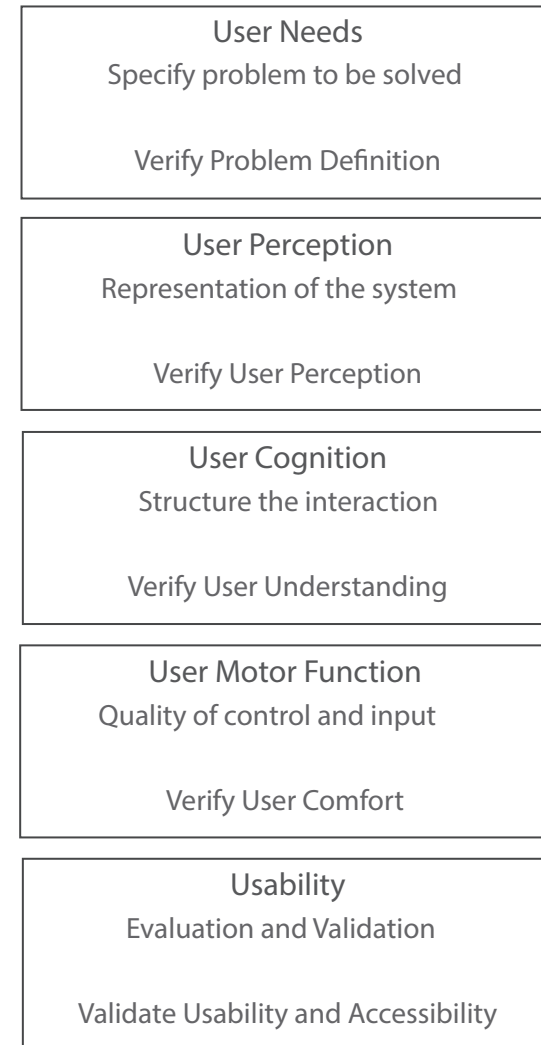 User Needs
Specify problem to be solved
Verify Problem Definition
User Perception
Representation of the system
Verify User Perception
User Cognition
Structure the interaction
Verify User Understanding
User Motor Function
Quality of control and input
Verify User Comfort
Usability
Evaluation and Validation
Validate Usability and Accessibility